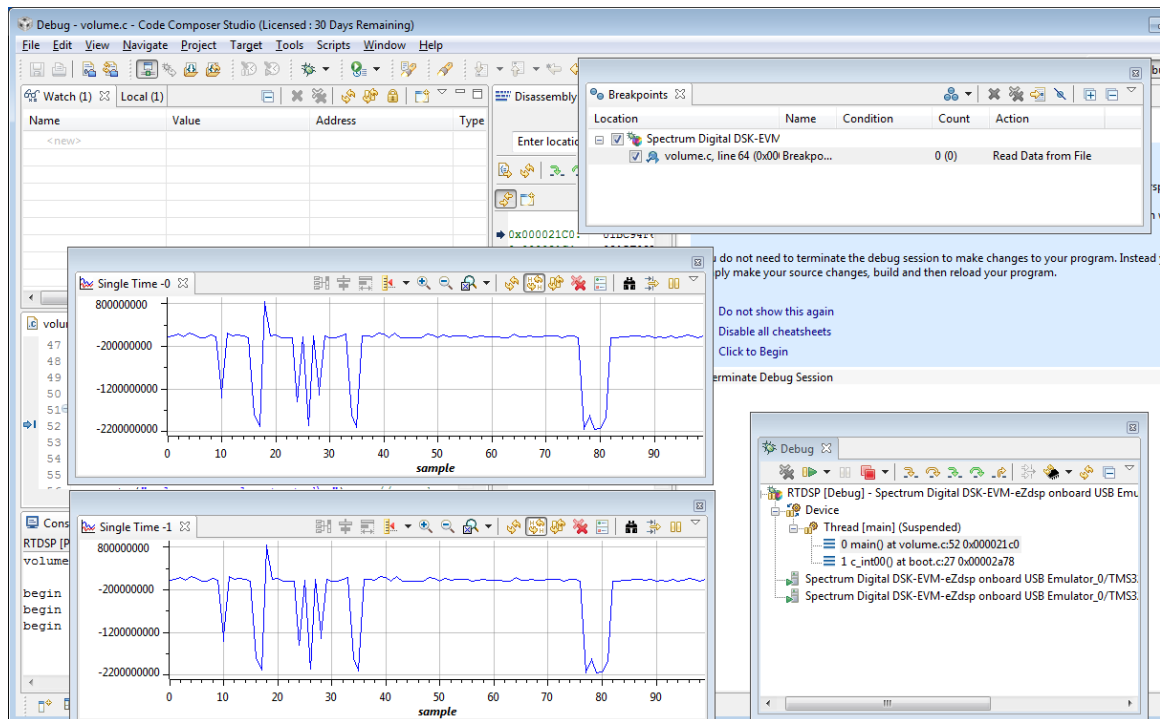 Debug - volume.c - Code Composer Studio (Licensed : 30 Days Remaining)
File Edit View Navigate Project Target Tools Scripts Window Help
Watch (1) Local (1)
Name Value Address Type
<new>
Disassembly
Enter locatio
0x000021C0:
Breakpoints
Location Name Condition Count Action
Spectrum Digital DSK-EVM
volume.c, line 64 (0x00 Breakpo... 0 (0) Read Data from File
do not need to terminate the debug session to make changes to your program. Instead
ply make your source changes, build and then reload your program.
Do not show this again
Disable all cheatsheets
Click to Begin
erminate Debug Session
Single Time -0
800000000
-200000000
-1200000000
-2200000000
0 10 20 30 40 50 60 70 80 90
sample
volu
47
48
49
50
51
52
53
54
55
Cons
RTDSP [P
volume
begin
begin
begin
Single Time -1
800000000
-200000000
-1200000000
-2200000000
0 10 20 30 40 50 60 70 80 90
sample
Debug
RTDSP [Debug] - Spectrum Digital DSK-EVM-eZdsp onboard USB Emu
Device
Thread [main] (Suspended)
0 main() at volume.c:52 0x000021c0
1 c_int00() at boot.c:27 0x00002a78
Spectrum Digital DSK-EVM-eZdsp onboard USB Emulator_0/TMS3
Spectrum Digital DSK-EVM-eZdsp onboard USB Emulator_0/TMS3